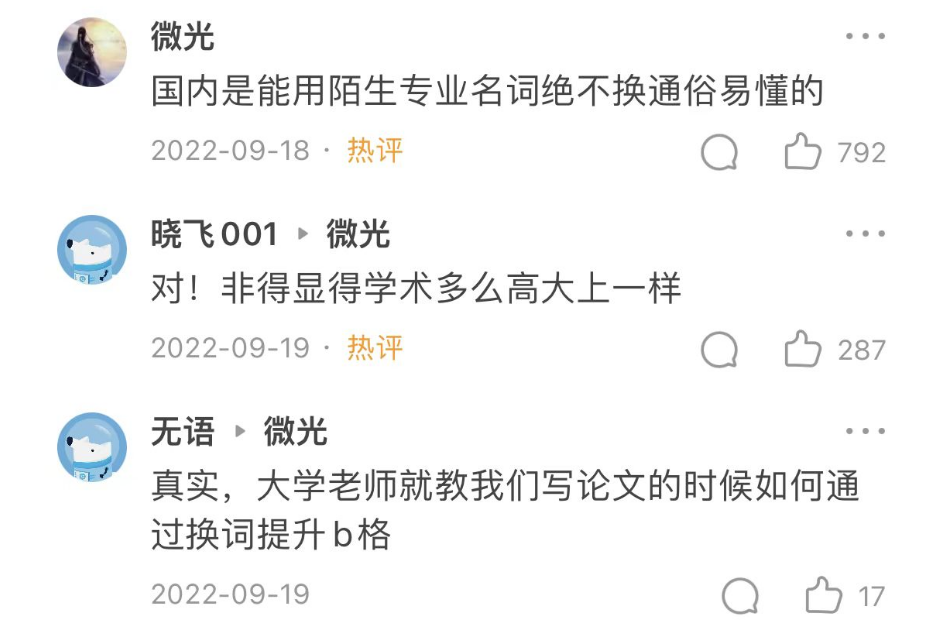 微光
国内是能用陌生专业名词绝不换通俗易懂的
2022-09-18 · 热评
792
晓飞001 ▸ 微光
对！非得显得学术多么高大上一样
2022-09-19 · 热评
287
无语 ▸ 微光
真实，大学老师就教我们写论文的时候如何通
过换词提升b格
2022-09-19
17